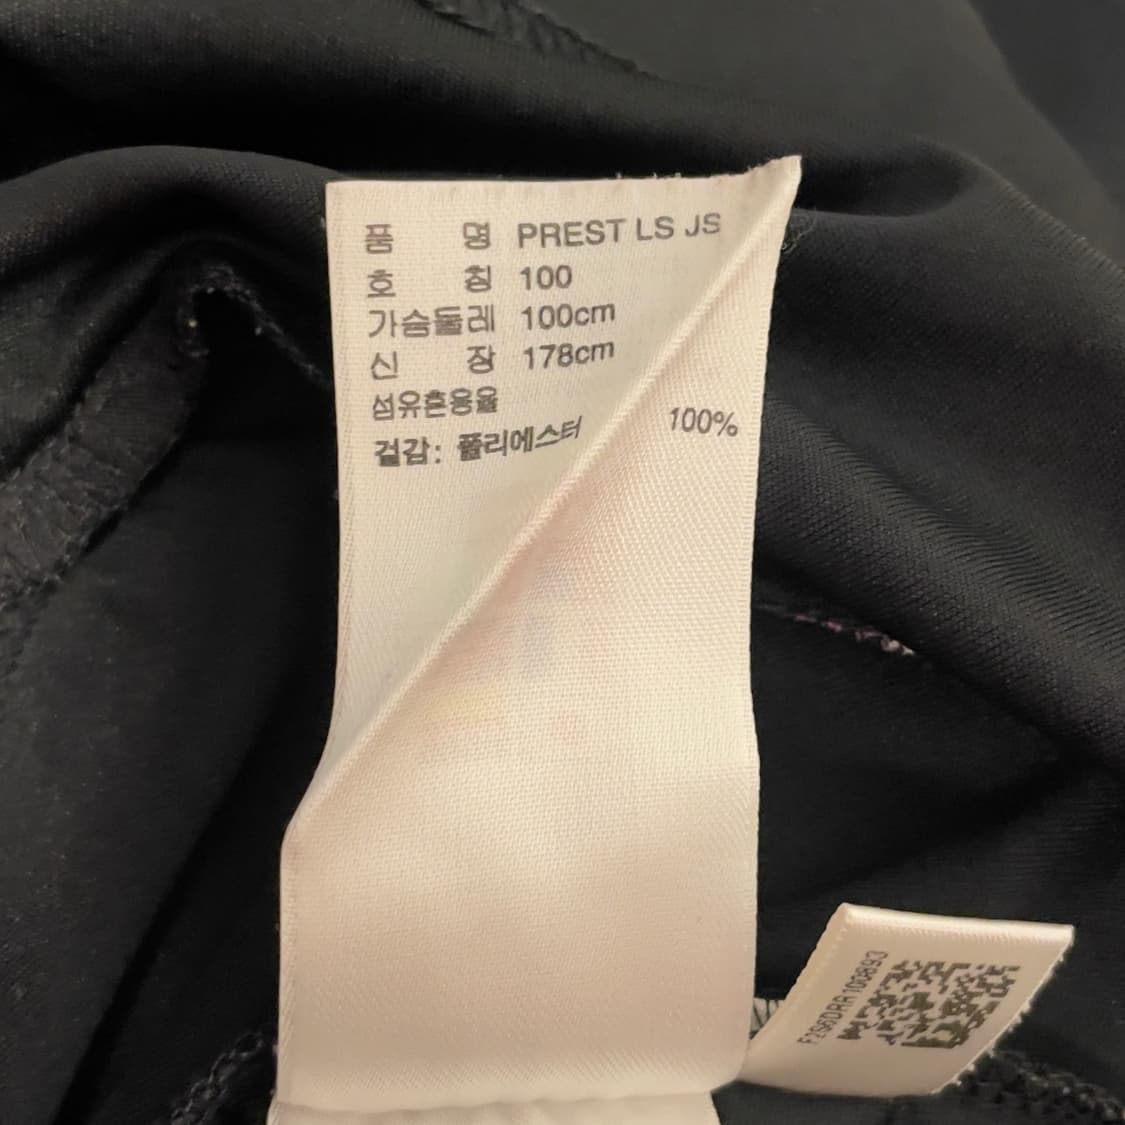 품 명 PREST LS JS
호 칭 100
가슴둘레 100cm
신 장 178cm
섬유혼용율
겉감: 폴리에스터 100%